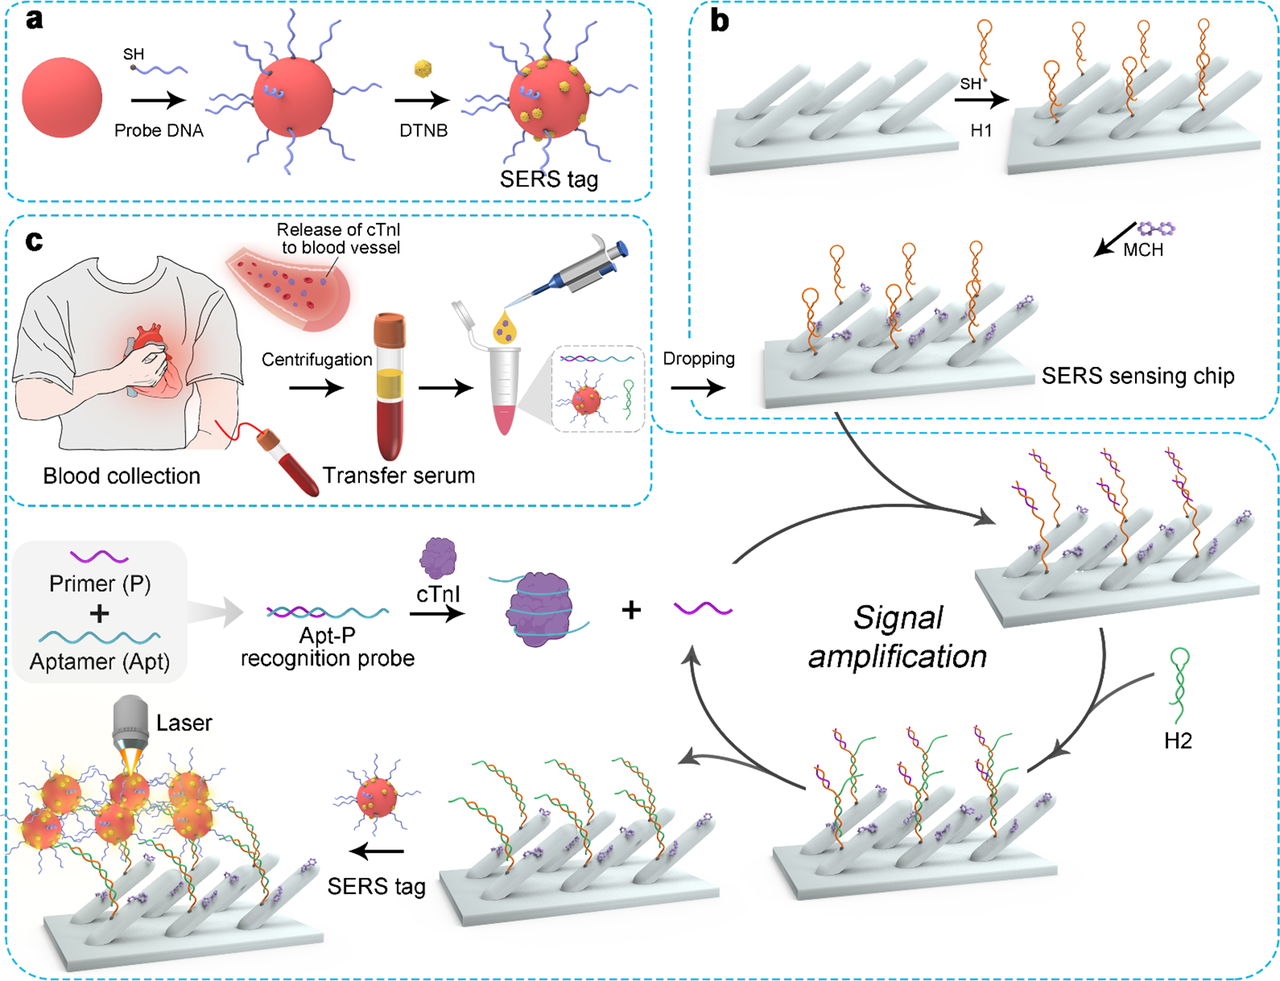 a
SH
Probe DNA
DTNB
SERS tag
b
SH
H1
MCH
SERS sensing chip
c
Release of cTnI
to blood vessel
Centrifugation
Blood collection
Transfer serum
Dropping
Primer (P)
+
Aptamer (Apt)
Apt-P
recognition probe
cTnI
+
Signal
amplification
H2
Laser
SERS tag